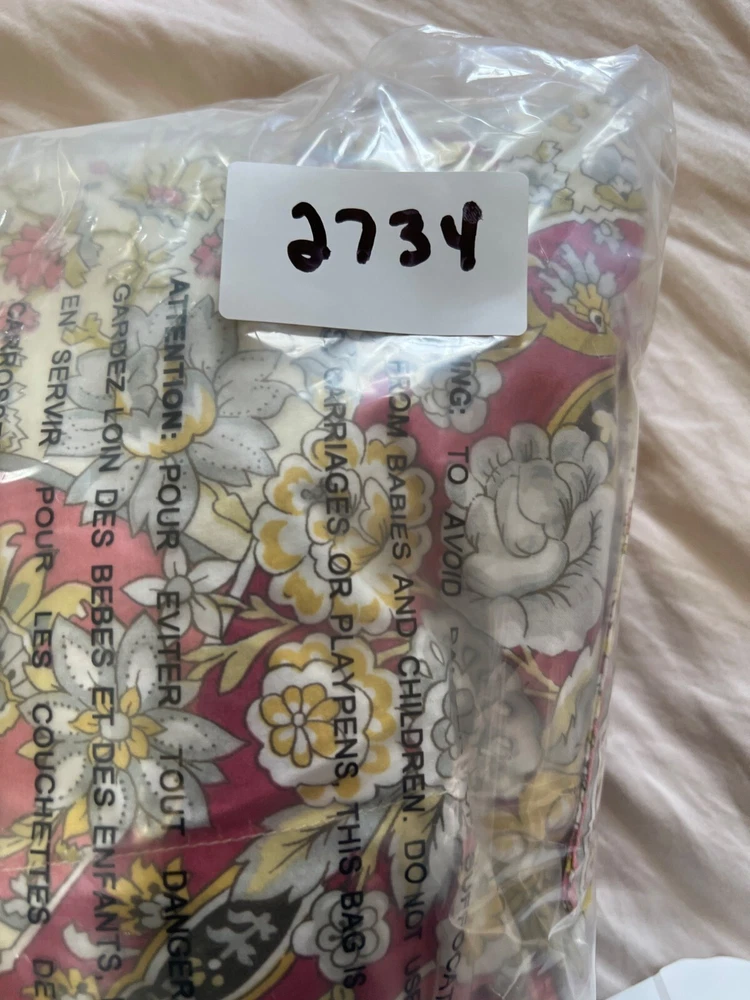 2734
TO AVOID
FROM BABIES AND CHILDREN. DO NOT USE
CARRIAGES OR PLAYPENS. THIS BAG IS
ATTENTION: POUR EVITER TOUT DANGER
GARDEZ LOIN DES BEBES ET DES ENFANTS,
EN SERVIR POUR LES COUCHETTES DE